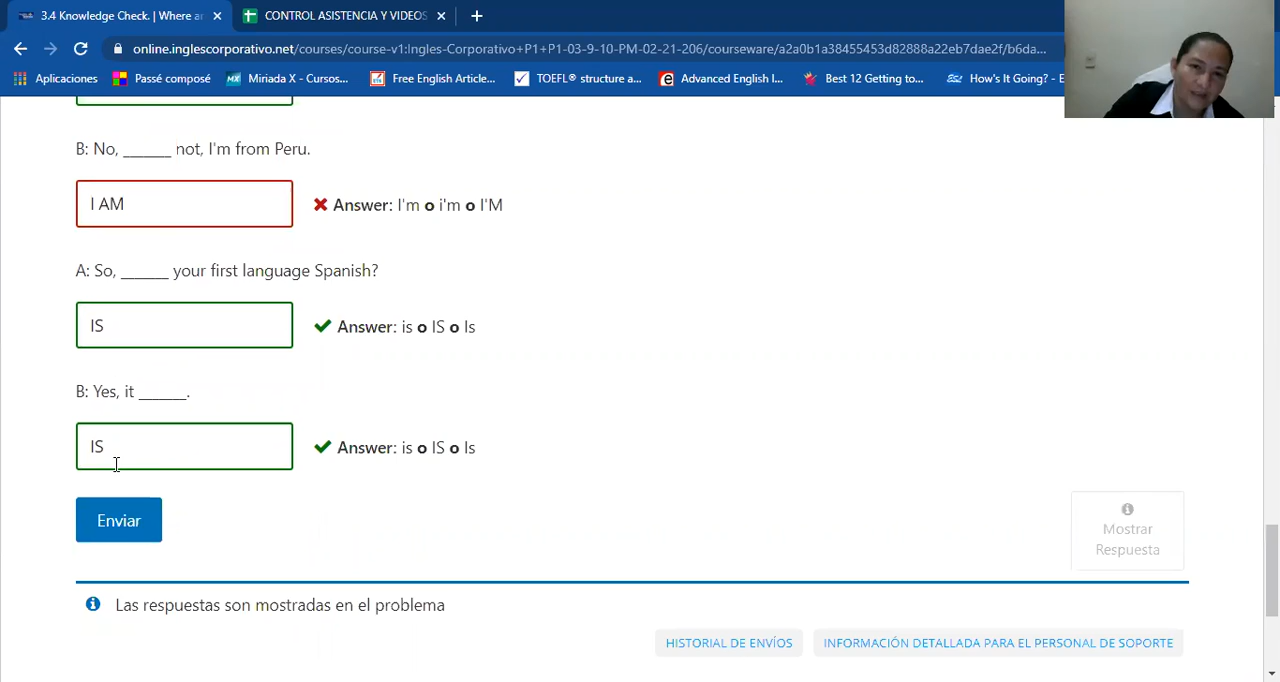 3.4 Knowledge Check. | Where ar
CONTROL ASISTENCIA Y VIDEOS
online.inglescorporativo.net/courses/course-v1:Ingles-Corporativo+P1+P1-03-9-10-PM-02-21-206/courseware/a2a0b1a38455453d82888a22eb7dae2f/b6da...
Aplicaciones Passé composé Miriada X - Cursos... Free English Article... TOEFL® structure a... Advanced English I... Best 12 Getting to... How's It Going? - E
B: No, ______ not, I'm from Peru.
I AM Answer: I'm o i'm o I'M
A: So, ______ your first language Spanish?
IS Answer: is o IS o Is
B: Yes, it ______.
IS Answer: is o IS o Is
Enviar
Mostrar
Respuesta
Las respuestas son mostradas en el problema
HISTORIAL DE ENVÍOS INFORMACIÓN DETALLADA PARA EL PERSONAL DE SOPORTE